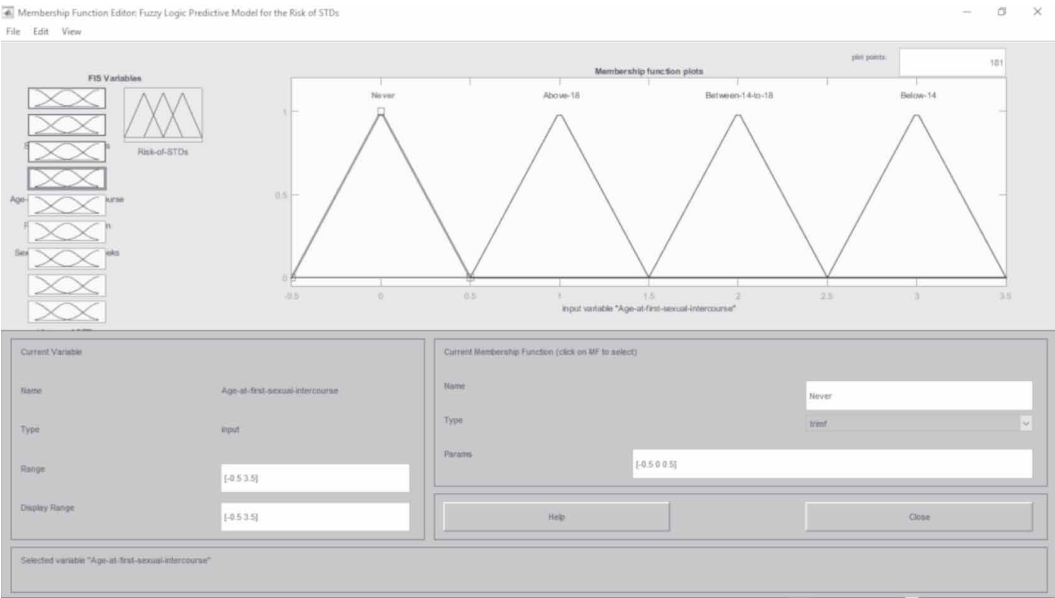 Membership Function Editor: Fuzzy Logic Predictive Model for the Risk of STDs
File Edit View
FIS Variables
Risk-of-STDs
Membership function plots
plot points:
181
Never Above-18 Between-14-to-18 Below-14
1
0.5
0
-0.5 0 0.5 1 1.5 2 2.5 3 3.5
input variable "Age-at-first-sexual-intercourse"
Current Variable
Name Age-at-first-sexual-intercourse
Type input
Range [-0.5 3.5]
Display Range [-0.5 3.5]
Current Membership Function (click on MF to select)
Name Never
Type trimf
Params [-0.5 0 0.5]
Help Close
Selected variable "Age-at-first-sexual-intercourse"